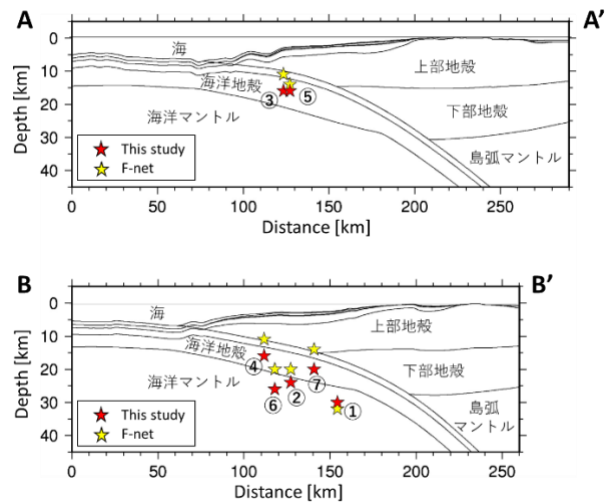 A
A’
0
10
20
30
40
Depth [km]
海
海洋地殻
海洋マントル
上部地殻
下部地殻
島弧マントル
③
⑤
This study
F-net
0
50
100
150
200
250
Distance [km]
B
B’
0
10
20
30
40
Depth [km]
海
海洋地殻
海洋マントル
上部地殻
下部地殻
島弧
マントル
④
⑥
②
⑦
①
This study
F-net
0
50
100
150
200
250
Distance [km]